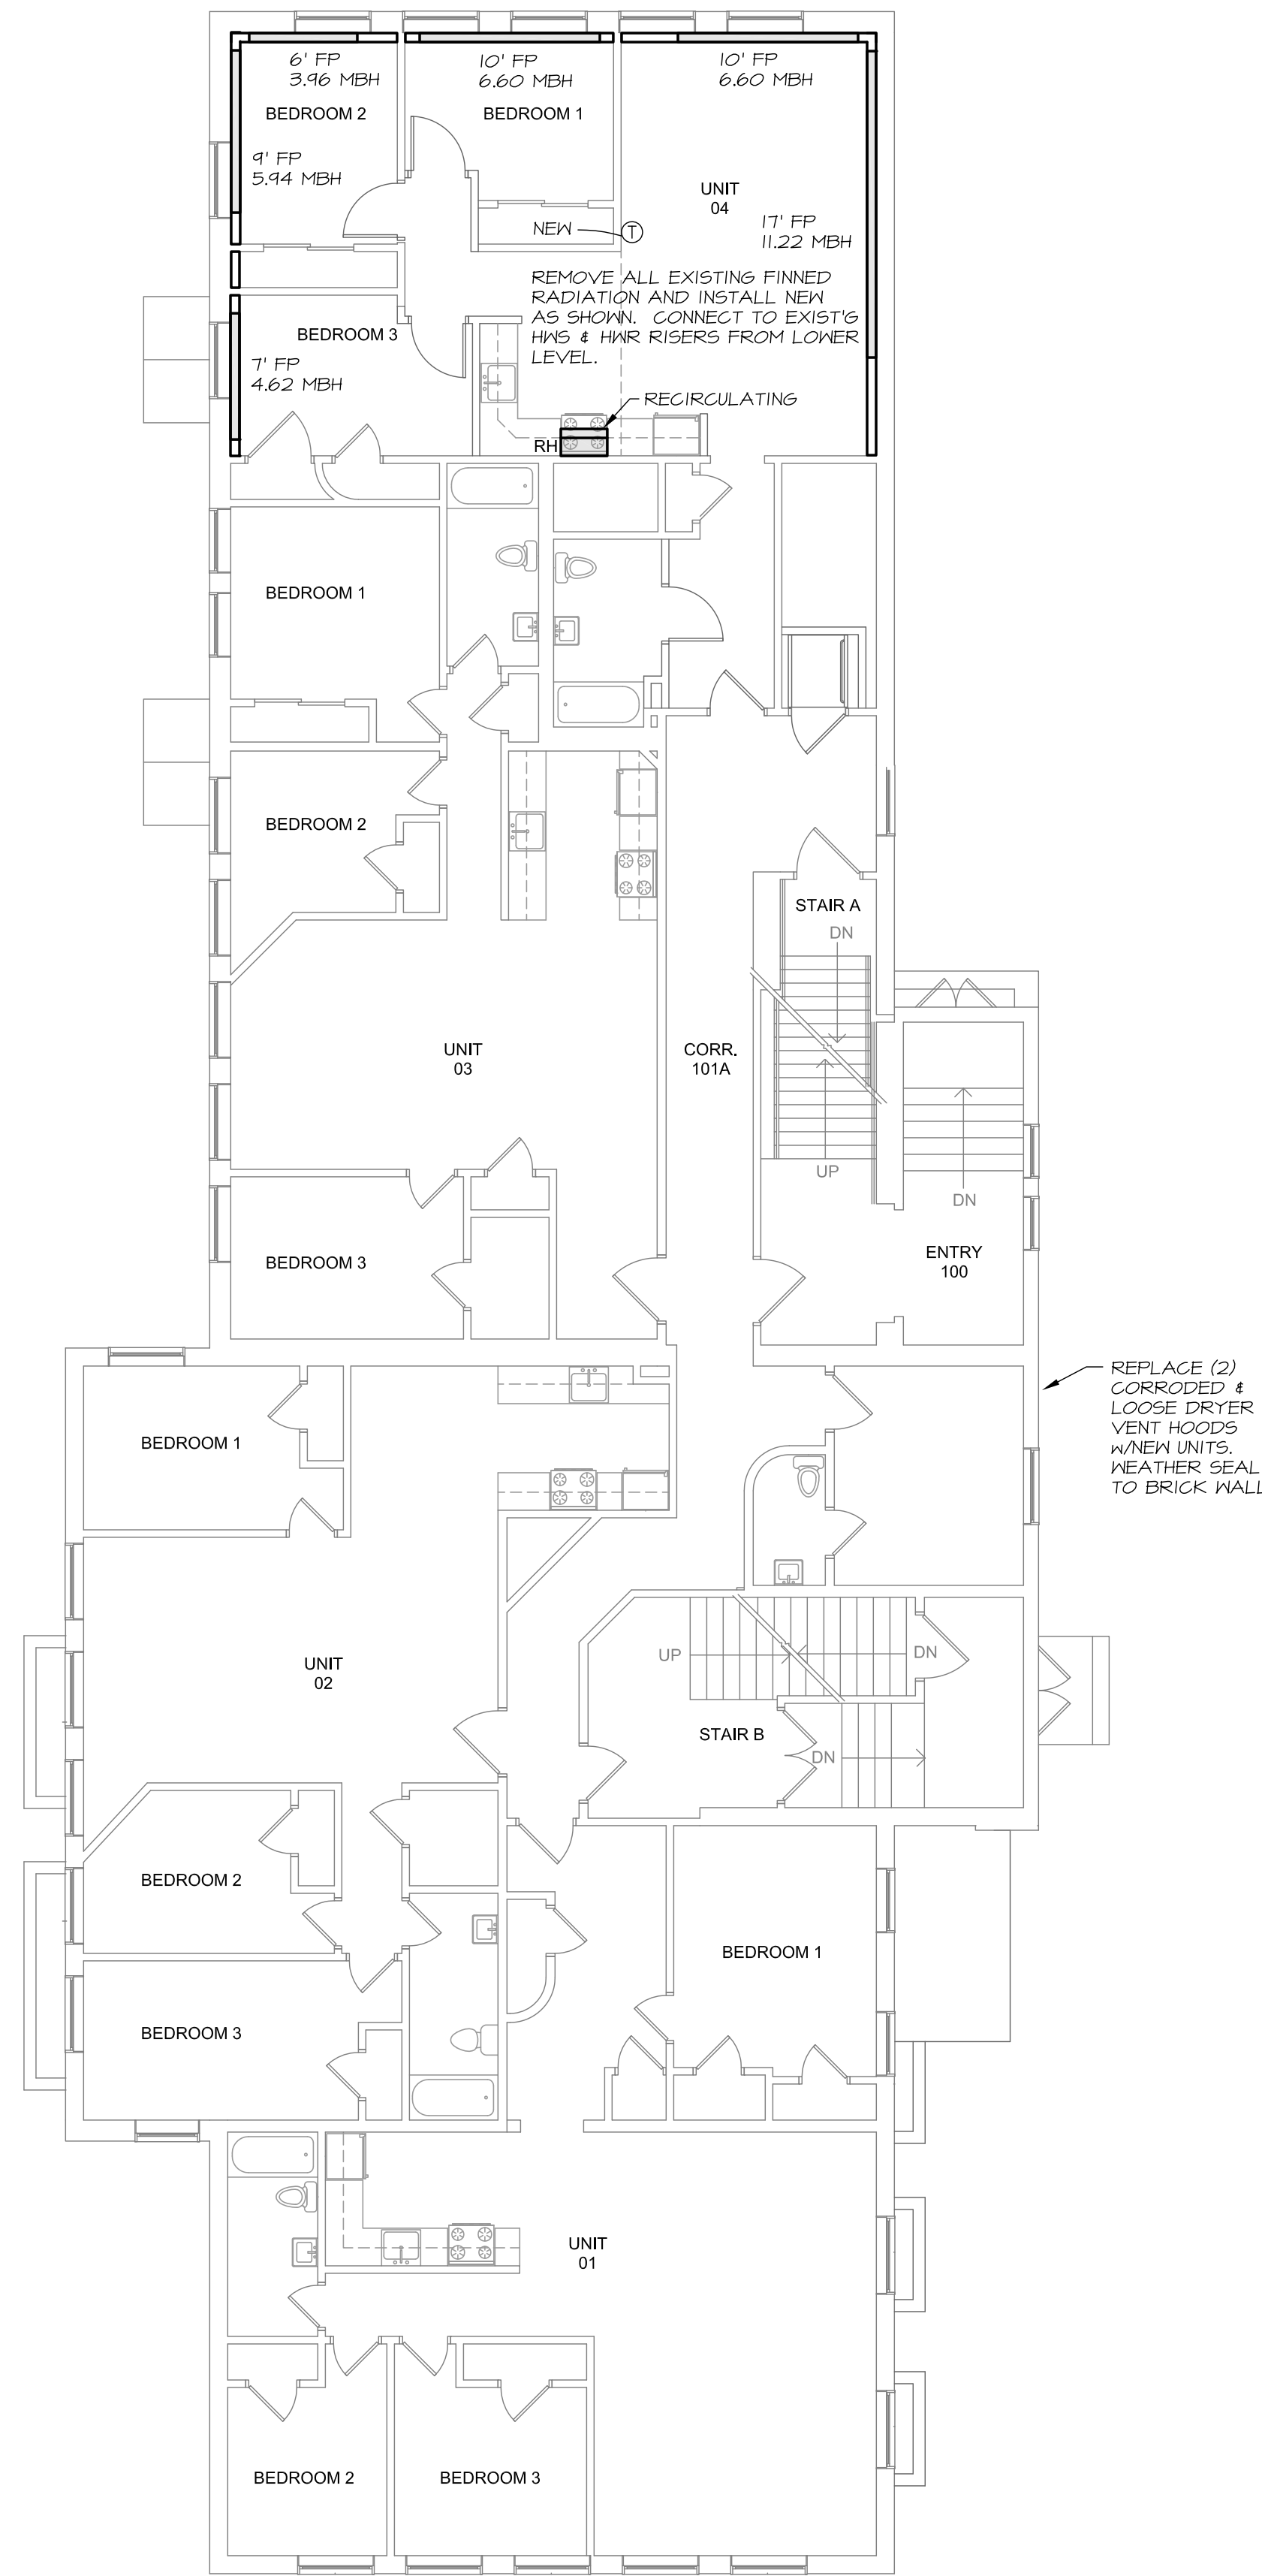 6' FP
3.96 MBH
10' FP
6.60 MBH
10' FP
6.60 MBH
BEDROOM 2
BEDROOM 1
9' FP
5.94 MBH
UNIT
04
17' FP
11.22 MBH
NEW
T
REMOVE ALL EXISTING FINNED
RADIATION AND INSTALL NEW
AS SHOWN. CONNECT TO EXIST'G
HWS & HWR RISERS FROM LOWER
LEVEL.
BEDROOM 3
7' FP
4.62 MBH
RECIRCULATING
RH
BEDROOM 1
BEDROOM 2
STAIR A
DN
UNIT
03
CORR.
101A
UP
DN
BEDROOM 3
ENTRY
100
REPLACE (2)
CORRODED &
LOOSE DRYER
VENT HOODS
W/NEW UNITS.
WEATHER SEAL
TO BRICK WALL
BEDROOM 1
UNIT
02
UP
DN
STAIR B
DN
BEDROOM 2
BEDROOM 1
BEDROOM 3
UNIT
01
BEDROOM 2
BEDROOM 3